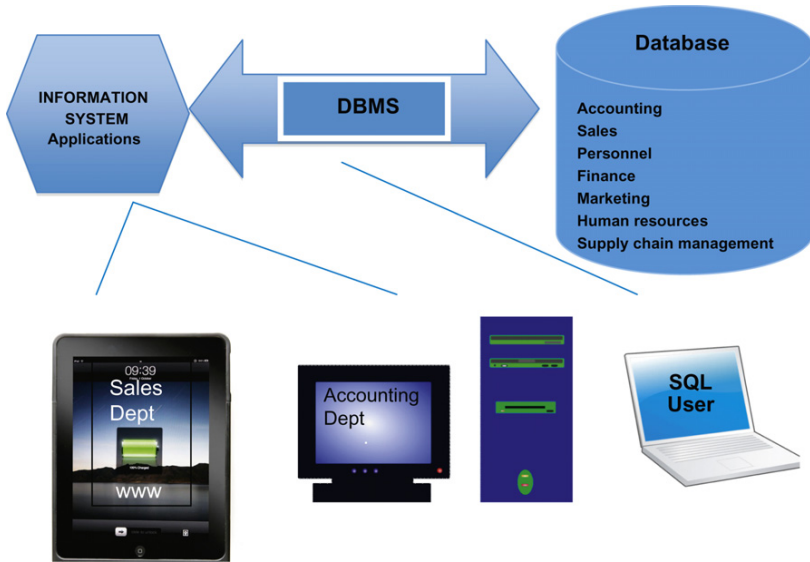 INFORMATION
SYSTEM
Applications
DBMS
Database
Accounting
Sales
Personnel
Finance
Marketing
Human resources
Supply chain management
09:39
Sales
Dept
www
Accounting
Dept
SQL
User